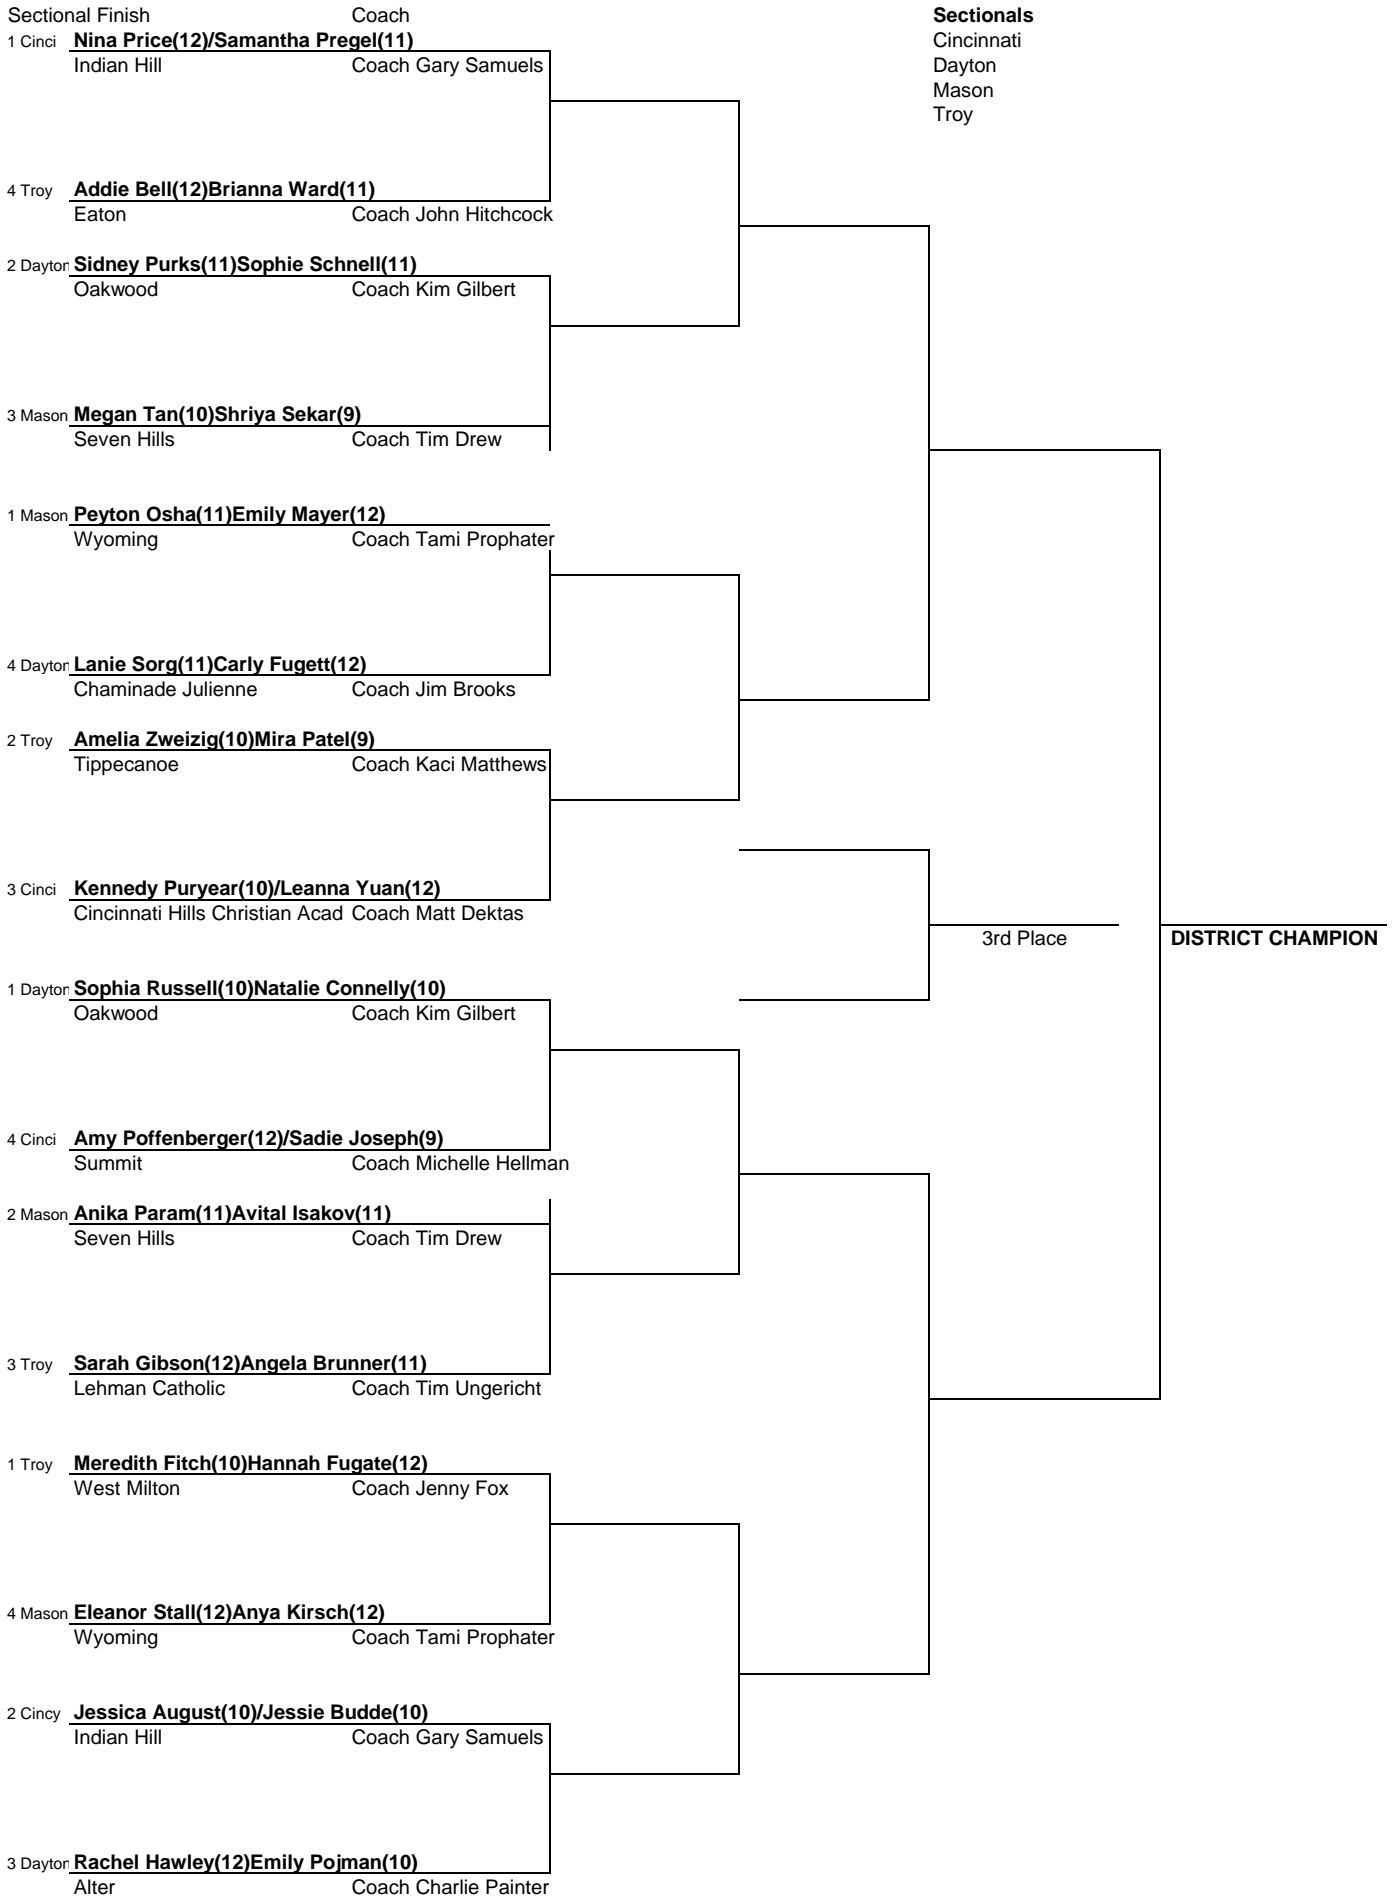 Sectional Finish Coach Sectionals
1 Cinci Nina Price(12)/Samantha Pregel(11) Cincinnati
Indian Hill Coach Gary Samuels Dayton
Mason
Troy
4 Troy Addie Bell(12)Brianna Ward(11)
Eaton Coach John Hitchcock
2 Dayton Sidney Purks(11)Sophie Schnell(11)
Oakwood Coach Kim Gilbert
3 Mason Megan Tan(10)Shriya Sekar(9)
Seven Hills Coach Tim Drew
1 Mason Peyton Osha(11)Emily Mayer(12)
Wyoming Coach Tami Prophater
4 Dayton Lanie Sorg(11)Carly Fugett(12)
Chaminade Julienne Coach Jim Brooks
2 Troy Amelia Zweizig(10)Mira Patel(9)
Tippecanoe Coach Kaci Matthews
3 Cinci Kennedy Puryear(10)/Leanna Yuan(12)
Cincinnati Hills Christian Acad Coach Matt Dektas
3rd Place DISTRICT CHAMPION
1 Dayton Sophia Russell(10)Natalie Connelly(10)
Oakwood Coach Kim Gilbert
4 Cinci Amy Poffenberger(12)/Sadie Joseph(9)
Summit Coach Michelle Hellman
2 Mason Anika Param(11)Avital Isakov(11)
Seven Hills Coach Tim Drew
3 Troy Sarah Gibson(12)Angela Brunner(11)
Lehman Catholic Coach Tim Ungericht
1 Troy Meredith Fitch(10)Hannah Fugate(12)
West Milton Coach Jenny Fox
4 Mason Eleanor Stall(12)Anya Kirsch(12)
Wyoming Coach Tami Prophater
2 Cincy Jessica August(10)/Jessie Budde(10)
Indian Hill Coach Gary Samuels
3 Dayton Rachel Hawley(12)Emily Pojman(10)
Alter Coach Charlie Painter